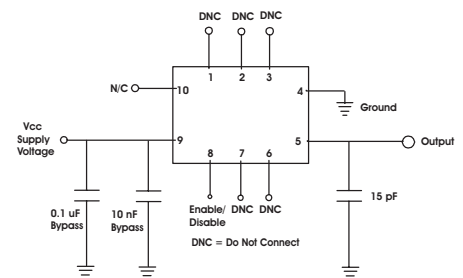 DNC DNC DNC
1 2 3
N/C 10
4
Ground
Vcc
Supply
Voltage
9
5
Output
8 7 6
0.1 uF
Bypass
10 nF
Bypass
Enable/
Disable
DNC DNC
15 pF
DNC = Do Not Connect